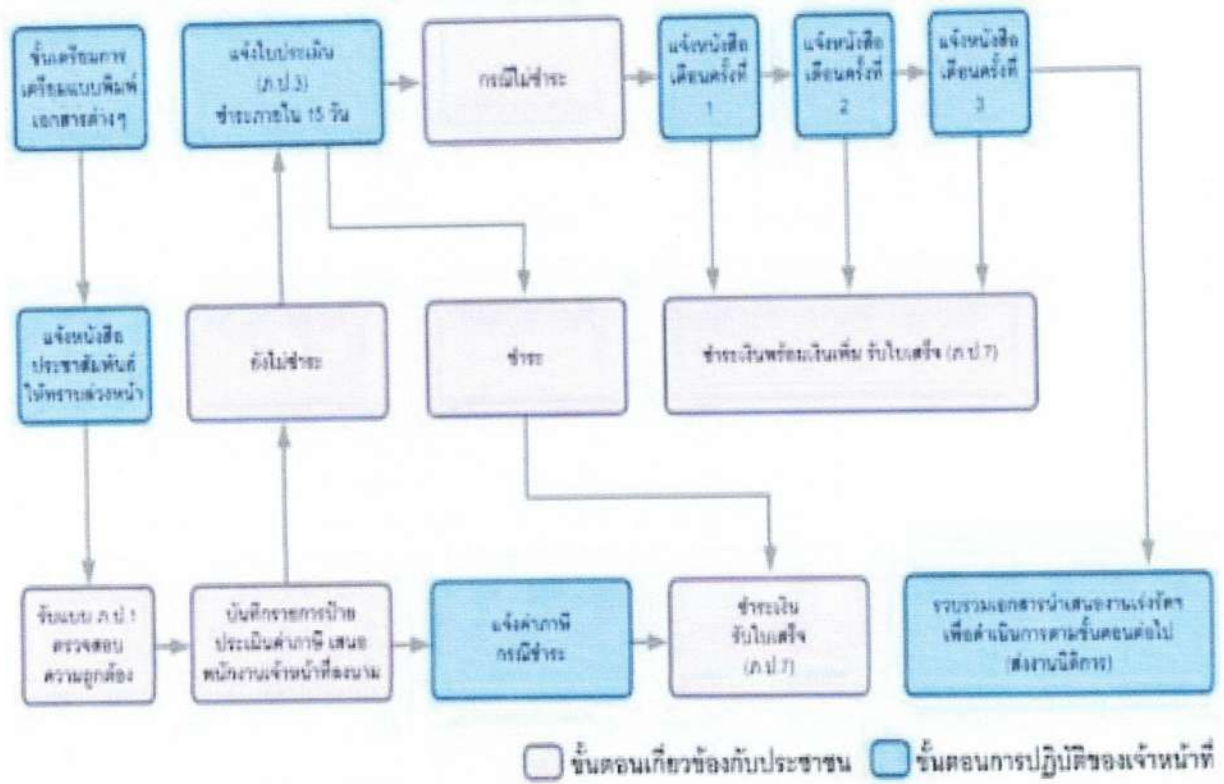 ขั้นเตรียมการ
เตรียมแบบพิมพ์
เอกสารต่างๆ
แจ้งใบประเมิน
(ภ.ป.3)
ชำระภายใน 15 วัน
กรณีไม่ชำระ
แจ้งหนังสือ
เตือนครั้งที่
1
แจ้งหนังสือ
เตือนครั้งที่
2
แจ้งหนังสือ
เตือนครั้งที่
3
แจ้งหนังสือ
ประชาสัมพันธ์
ให้ทราบล่วงหน้า
ยังไม่ชำระ
ชำระ
ชำระเงินพร้อมเงินเพิ่ม รับใบเสร็จ (ภ.ป.7)
รับแบบ ภ.ป.1
ตรวจสอบ
ความถูกต้อง
บันทึกรายการป้าย
ประเมินค่าภาษี เสนอ
พนักงานเจ้าหน้าที่ลงนาม
แจ้งค่าภาษี
กรณีชำระ
ชำระเงิน
รับใบเสร็จ
(ภ.ป.7)
รวบรวมเอกสารนำเสนองานเร่งรัดฯ
เพื่อดำเนินการตามขั้นตอนต่อไป
(ส่งงานนิติการ)
ขั้นตอนเกี่ยวข้องกับประชาชน
ขั้นตอนการปฏิบัติของเจ้าหน้าที่